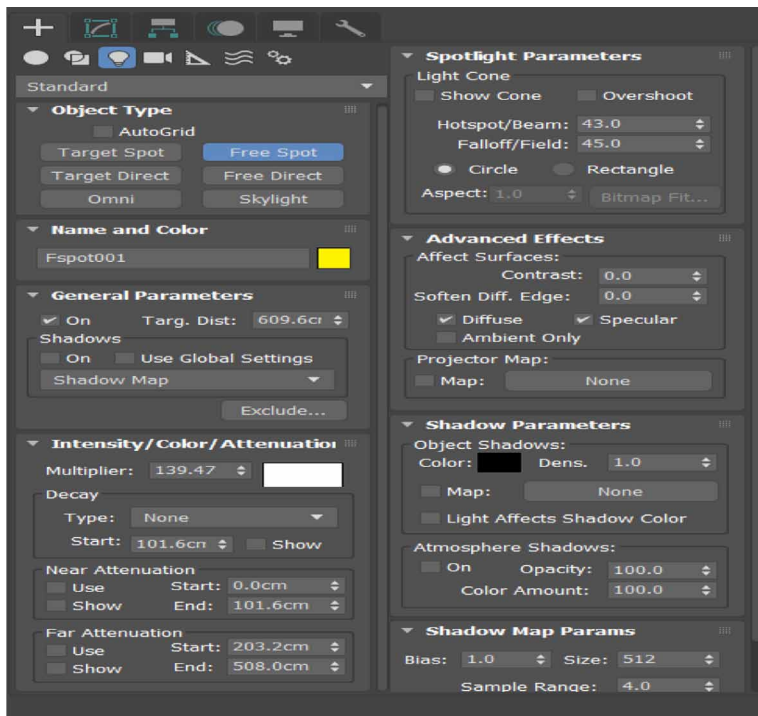 Standard
Object Type
AutoGrid
Target Spot Free Spot
Target Direct Free Direct
Omni Skylight
Name and Color
Fspot001
General Parameters
On Targ. Dist: 609.6cr
Shadows
On Use Global Settings
Shadow Map
Exclude...
Intensity/Color/Attenuatio
Multiplier: 139.47
Decay
Type: None
Start: 101.6cm Show
Near Attenuation
Use Start: 0.0cm
Show End: 101.6cm
Far Attenuation
Use Start: 203.2cm
Show End: 508.0cm
Spotlight Parameters
Light Cone
Show Cone Overshoot
Hotspot/Beam: 43.0
Falloff/Field: 45.0
Circle Rectangle
Aspect: 1.0 Bitmap Fit...
Advanced Effects
Affect Surfaces:
Contrast: 0.0
Soften Diff. Edge: 0.0
Diffuse Specular
Ambient Only
Projector Map:
Map: None
Shadow Parameters
Object Shadows:
Color: Dens. 1.0
Map: None
Light Affects Shadow Color
Atmosphere Shadows:
On Opacity: 100.0
Color Amount: 100.0
Shadow Map Params
Bias: 1.0 Size: 512
Sample Range: 4.0